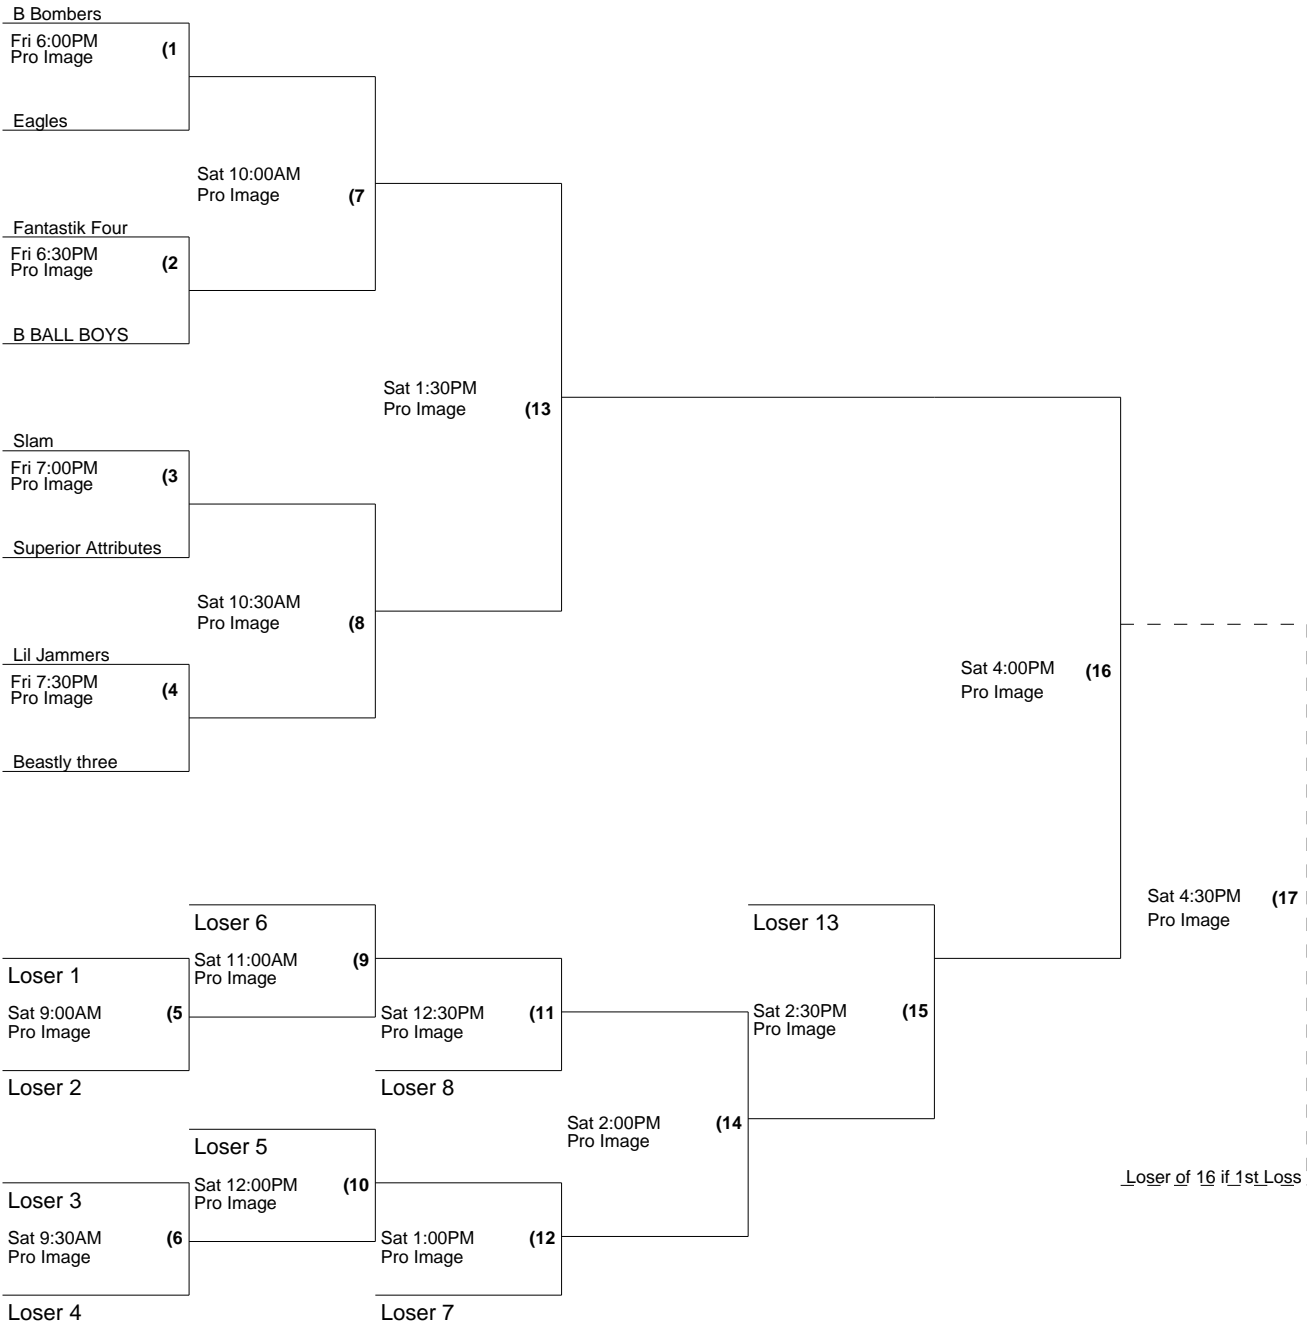 B Bombers
Fri 6:00PM
Pro Image
(1
Eagles
Sat 10:00AM
Pro Image
(7
Fantastik Four
Fri 6:30PM
Pro Image
(2
B BALL BOYS
Sat 1:30PM
Pro Image
(13
Slam
Fri 7:00PM
Pro Image
(3
Superior Attributes
Sat 10:30AM
Pro Image
(8
Lil Jammers
Fri 7:30PM
Pro Image
(4
Beastly three
Sat 4:00PM
Pro Image
(16
Sat 4:30PM
Pro Image
(17
Loser 6
Sat 11:00AM
Pro Image
(9
Loser 13
Loser 1
Sat 9:00AM
Pro Image
(5
Loser 2
Sat 12:30PM
Pro Image
(11
Loser 8
Sat 2:30PM
Pro Image
(15
Sat 2:00PM
Pro Image
(14
Loser 5
Sat 12:00PM
Pro Image
(10
Loser of 16 if 1st Loss
Loser 3
Sat 9:30AM
Pro Image
(6
Loser 4
Sat 1:00PM
Pro Image
(12
Loser 7